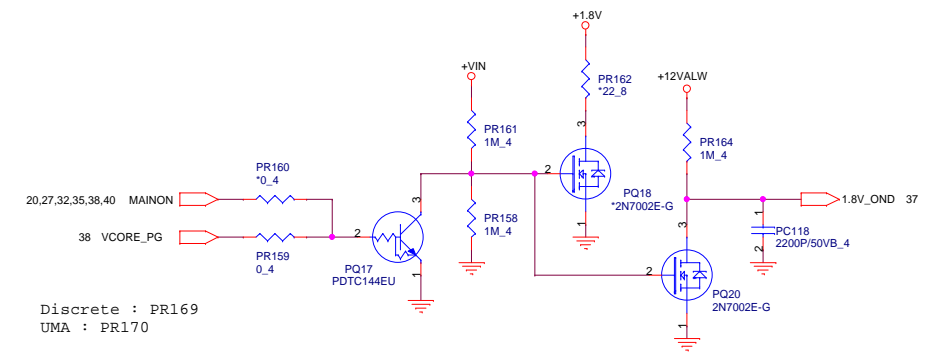 +1.8V
+VIN
PR162
*22_8
+12VALW
3
PR161
1M_4
PR164
1M_4
PR160
*0_4
2
3
PQ18
*2N7002E-G
20,27,32,35,38,40 MAINON
3
PR158
1M_4
1
1.8V_OND 37
38 VCORE_PG
2
3
1
PC118
2200P/50VB_4
2
PR159
0_4
PQ17
PDTC144EU
1
2
PQ20
2N7002E-G
1
Discrete : PR169
UMA : PR170